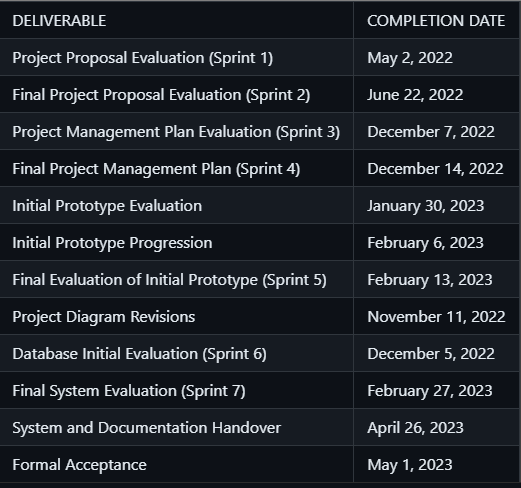 DELIVERABLE COMPLETION DATE
Project Proposal Evaluation (Sprint 1) May 2, 2022
Final Project Proposal Evaluation (Sprint 2) June 22, 2022
Project Management Plan Evaluation (Sprint 3) December 7, 2022
Final Project Management Plan (Sprint 4) December 14, 2022
Initial Prototype Evaluation January 30, 2023
Initial Prototype Progression February 6, 2023
Final Evaluation of Initial Prototype (Sprint 5) February 13, 2023
Project Diagram Revisions November 11, 2022
Database Initial Evaluation (Sprint 6) December 5, 2022
Final System Evaluation (Sprint 7) February 27, 2023
System and Documentation Handover April 26, 2023
Formal Acceptance May 1, 2023